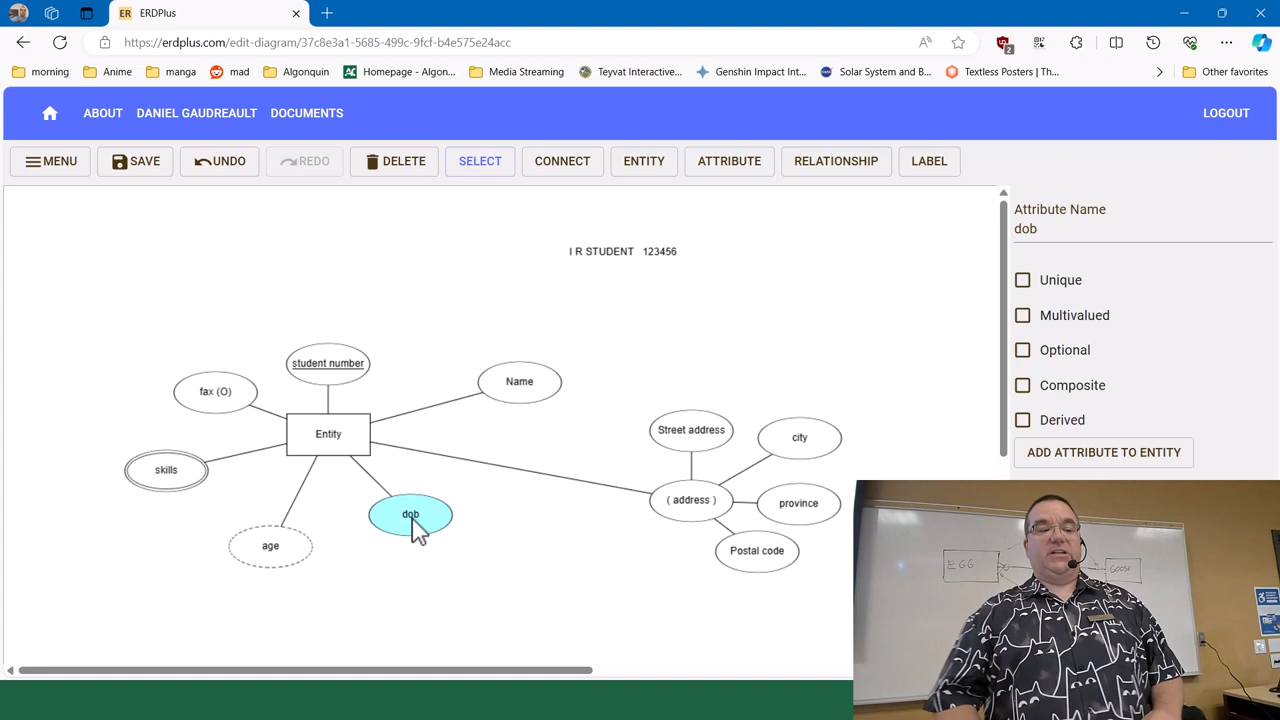 ERDPlus
https://erdplus.com/edit-diagram/37c8e3a1-5685-499c-9fcf-b4e575e24acc
2
morning
Anime
manga
mad
Algonquin
Homepage - Algon...
Media Streaming
Teyvat Interactive...
Genshin Impact Int...
Solar System and B...
Textless Posters | Th...
Other favorites
ABOUT
DANIEL GAUDREAULT
DOCUMENTS
LOGOUT
MENU
SAVE
UNDO
REDO
DELETE
SELECT
CONNECT
ENTITY
ATTRIBUTE
RELATIONSHIP
LABEL
I R STUDENT 123456
Attribute Name
dob
Unique
Multivalued
Optional
Composite
Derived
ADD ATTRIBUTE TO ENTITY
student number
Name
fax (O)
Entity
Street address
city
skills
( address )
province
dob
age
Postal code
EGG
GOOSE